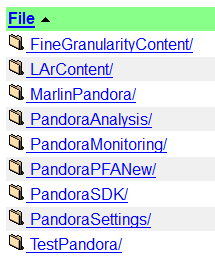 File
FineGranularityContent/
LArContent/
MarlinPandora/
PandoraAnalysis/
PandoraMonitoring/
PandoraPFANew/
PandoraSDK/
PandoraSettings/
TestPandora/